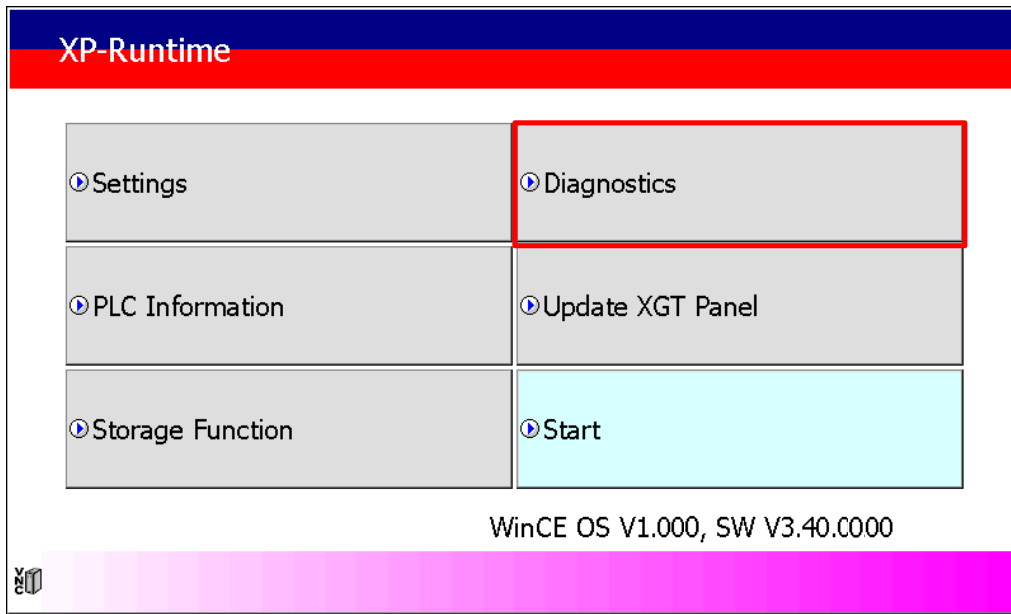 XP-Runtime
Settings
Diagnostics
PLC Information
Update XGT Panel
Storage Function
Start
WinCE OS V1.000, SW V3.40.0000
VNC